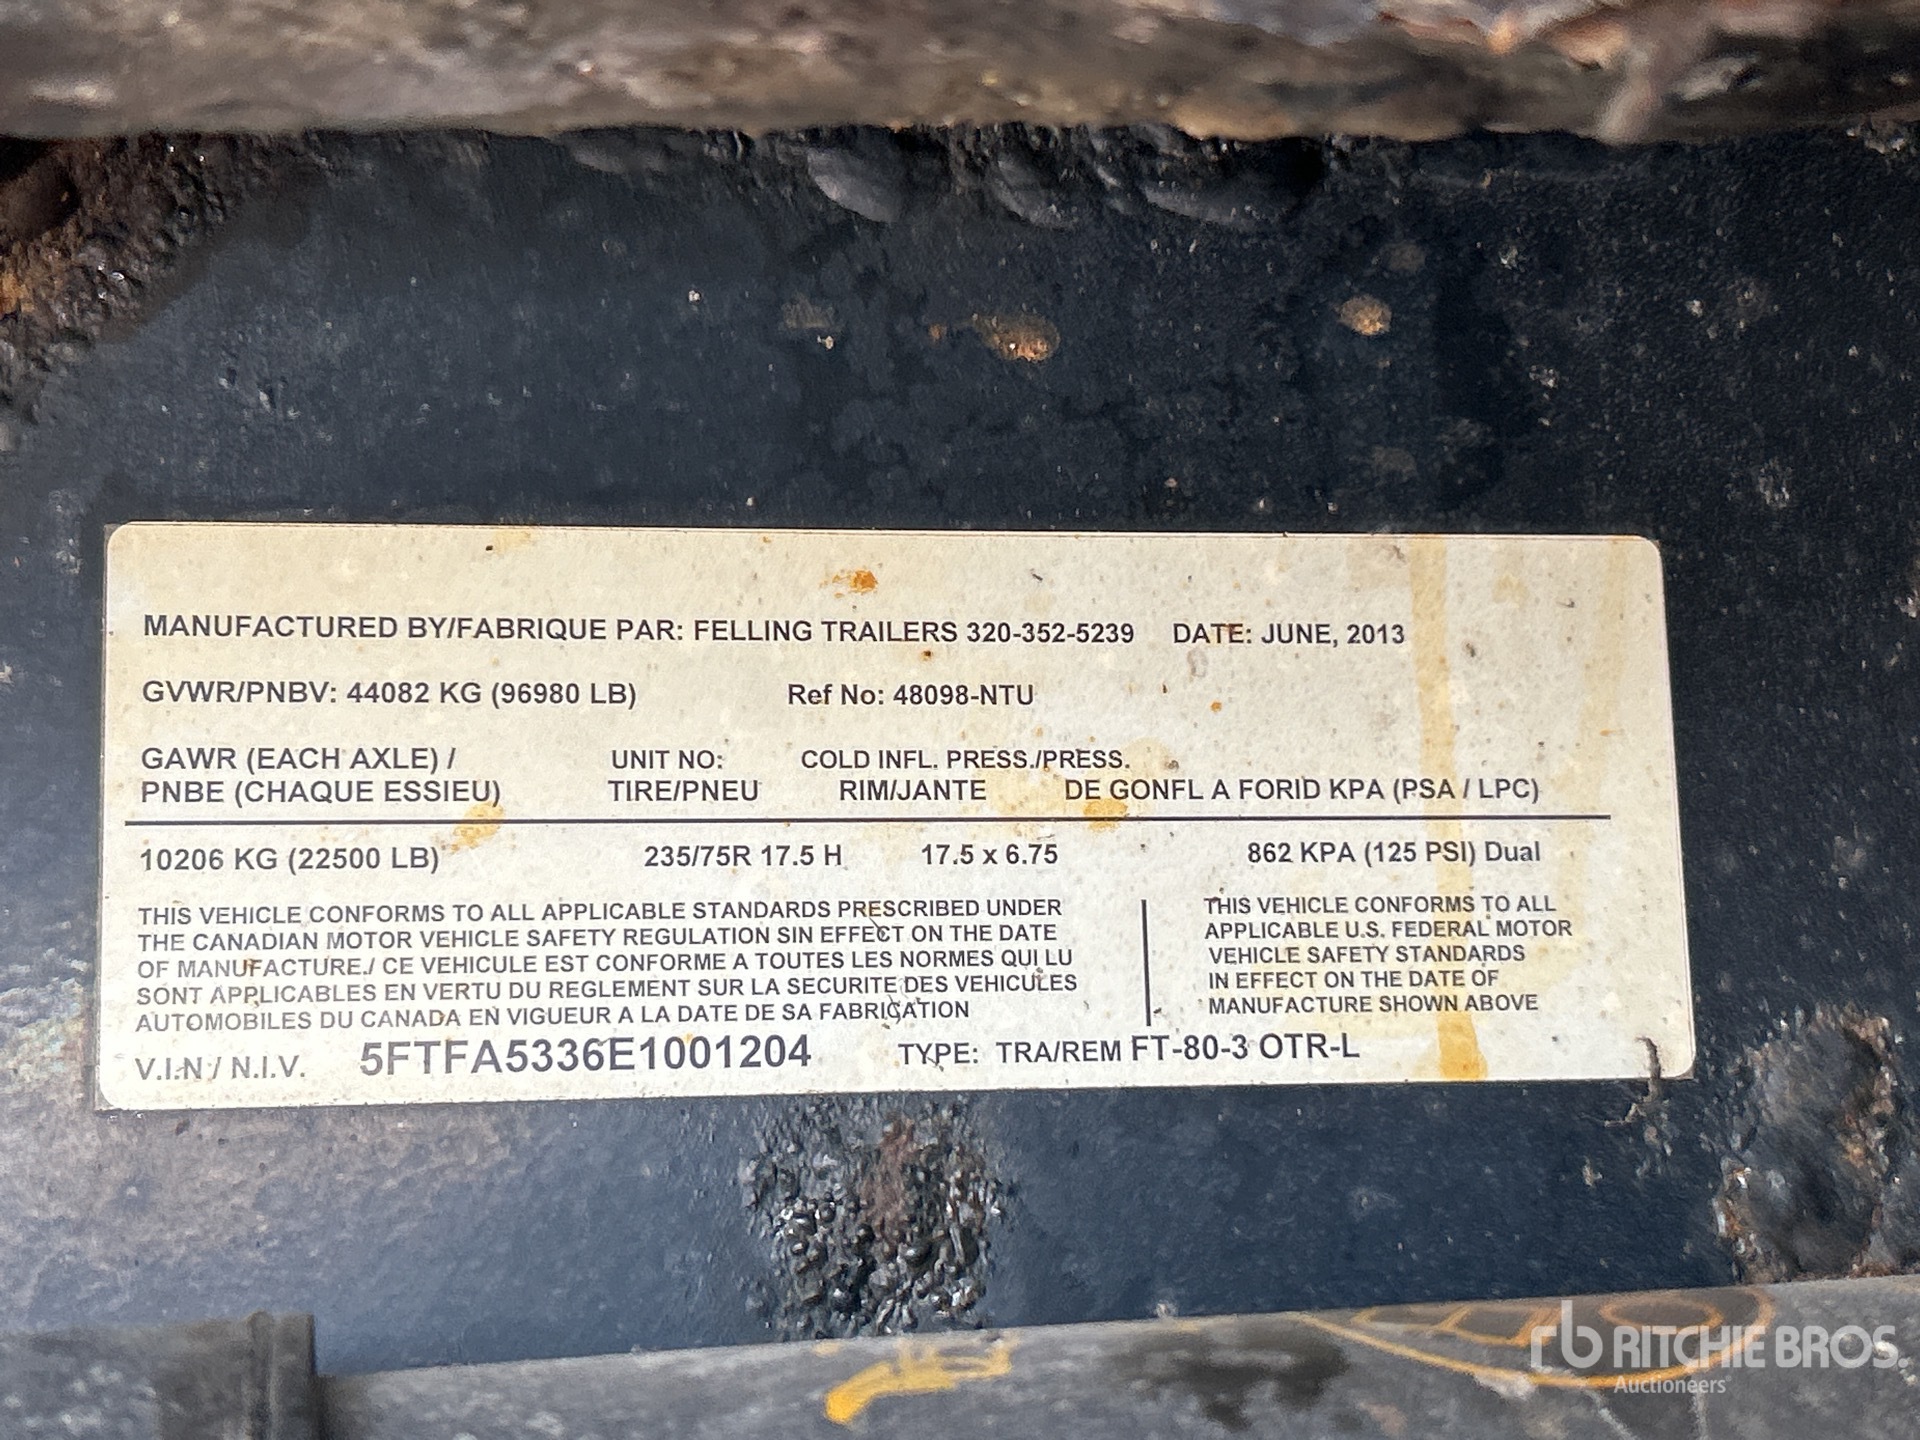 MANUFACTURED BY/FABRIQUE PAR: FELLING TRAILERS 320-352-5239 DATE: JUNE, 2013
GVWR/PNBV: 44082 KG (96980 LB) Ref No: 48098-NTU
GAWR (EACH AXLE) / UNIT NO: COLD INFL. PRESS./PRESS.
PNBE (CHAQUE ESSIEU) TIRE/PNEU RIM/JANTE DE GONFL A FORID KPA (PSA / LPC)
10206 KG (22500 LB) 235/75R 17.5 H 17.5 x 6.75 862 KPA (125 PSI) Dual
THIS VEHICLE CONFORMS TO ALL APPLICABLE STANDARDS PRESCRIBED UNDER
THE CANADIAN MOTOR VEHICLE SAFETY REGULATION SIN EFFECT ON THE DATE
OF MANUFACTURE./ CE VEHICULE EST CONFORME A TOUTES LES NORMES QUI LU
SONT APPLICABLES EN VERTU DU REGLEMENT SUR LA SECURITE DES VEHICULES
AUTOMOBILES DU CANADA EN VIGUEUR A LA DATE DE SA FABRICATION
THIS VEHICLE CONFORMS TO ALL
APPLICABLE U.S. FEDERAL MOTOR
VEHICLE SAFETY STANDARDS
IN EFFECT ON THE DATE OF
MANUFACTURE SHOWN ABOVE
V.I.N / N.I.V. 5FTFA5336E1001204 TYPE: TRA/REM FT-80-3 OTR-L
rb RITCHIE BROS.
Auctioneers